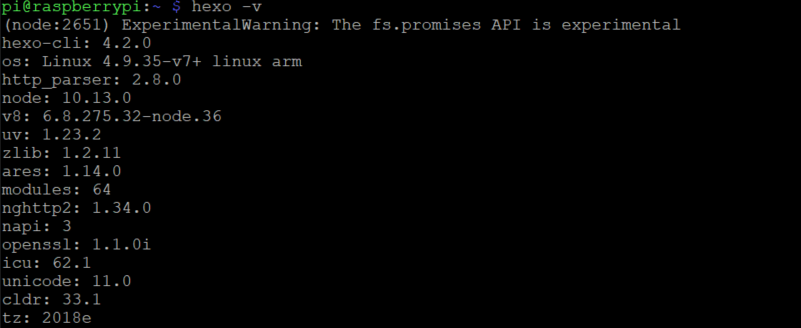 pi@raspberrypi:~ $ hexo -v
(node:2651) ExperimentalWarning: The fs.promises API is experimental
hexo-cli: 4.2.0
os: Linux 4.9.35-v7+ linux arm
http_parser: 2.8.0
node: 10.13.0
v8: 6.8.275.32-node.36
uv: 1.23.2
zlib: 1.2.11
ares: 1.14.0
modules: 64
nghttp2: 1.34.0
napi: 3
openssl: 1.1.0i
icu: 62.1
unicode: 11.0
cldr: 33.1
tz: 2018e